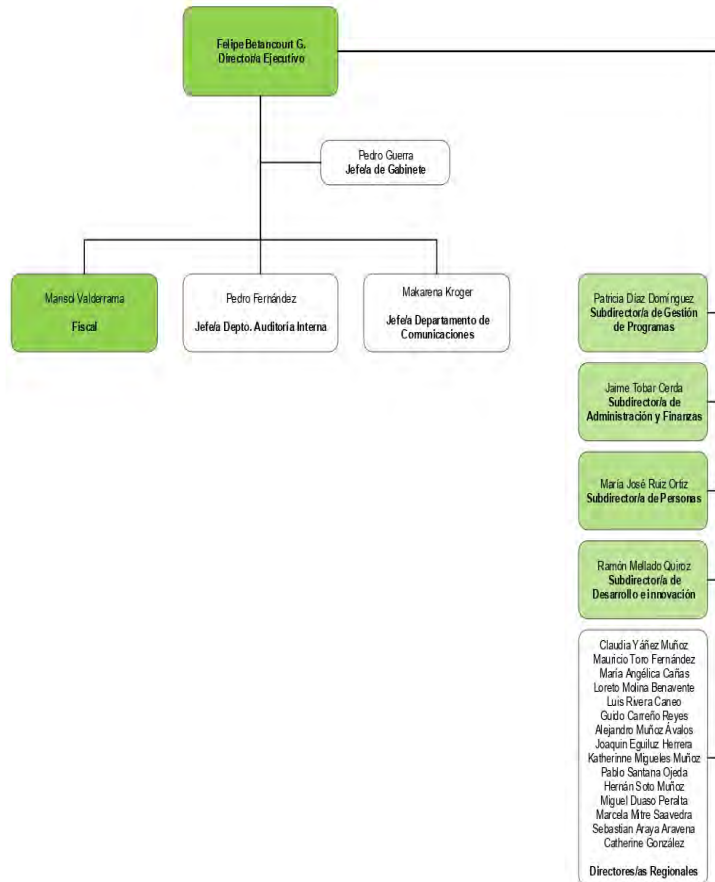 Felipe Betancourt G.
Director/a Ejecutivo
Pedro Guerra
Jefe/a de Gabinete
Marisol Valderrama
Fiscal
Pedro Fernández
Jefe/a Depto. Auditoría Interna
Makarena Kroger
Jefe/a Departamento de
Comunicaciones
Patricia Díaz Domínguez
Subdirector/a de Gestión
de Programas
Jaime Tobar Cerda
Subdirector/a de
Administración y Finanzas
María José Ruiz Ortiz
Subdirector/a de Personas
Ramón Mellado Quiroz
Subdirector/a de
Desarrollo e innovación
Claudia Yáñez Muñoz
Mauricio Toro Fernández
María Angélica Cañas
Loreto Molina Benavente
Luis Rivera Caneo
Guido Carreño Reyes
Alejandro Muñoz Ávalos
Joaquin Eguiluz Herrera
Katherinne Migueles Muñoz
Pablo Santana Ojeda
Hernán Soto Muñoz
Miguel Duaso Peralta
Marcela Mitre Saavedra
Sebastian Araya Aravena
Catherine González
Directores/as Regionales